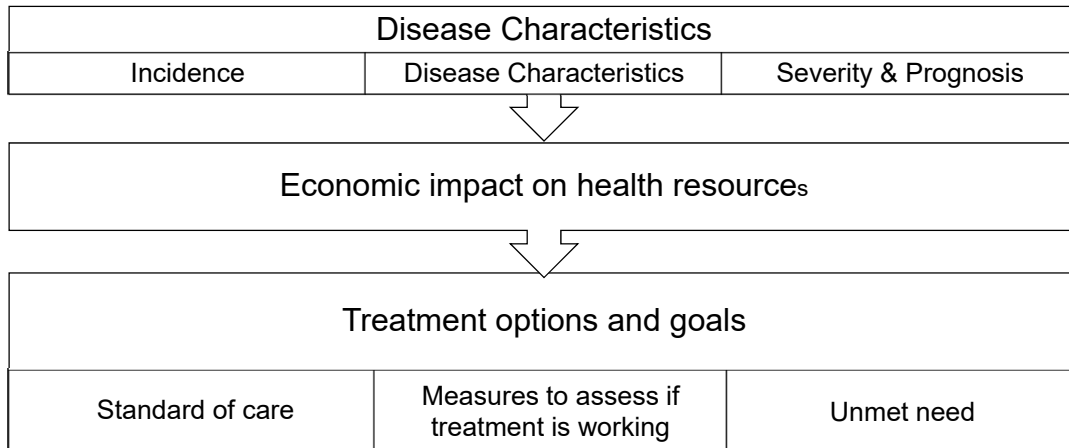 Disease Characteristics
Incidence
Disease Characteristics
Severity & Prognosis
Economic impact on health resources
Treatment options and goals
Standard of care
Measures to assess if
treatment is working
Unmet need